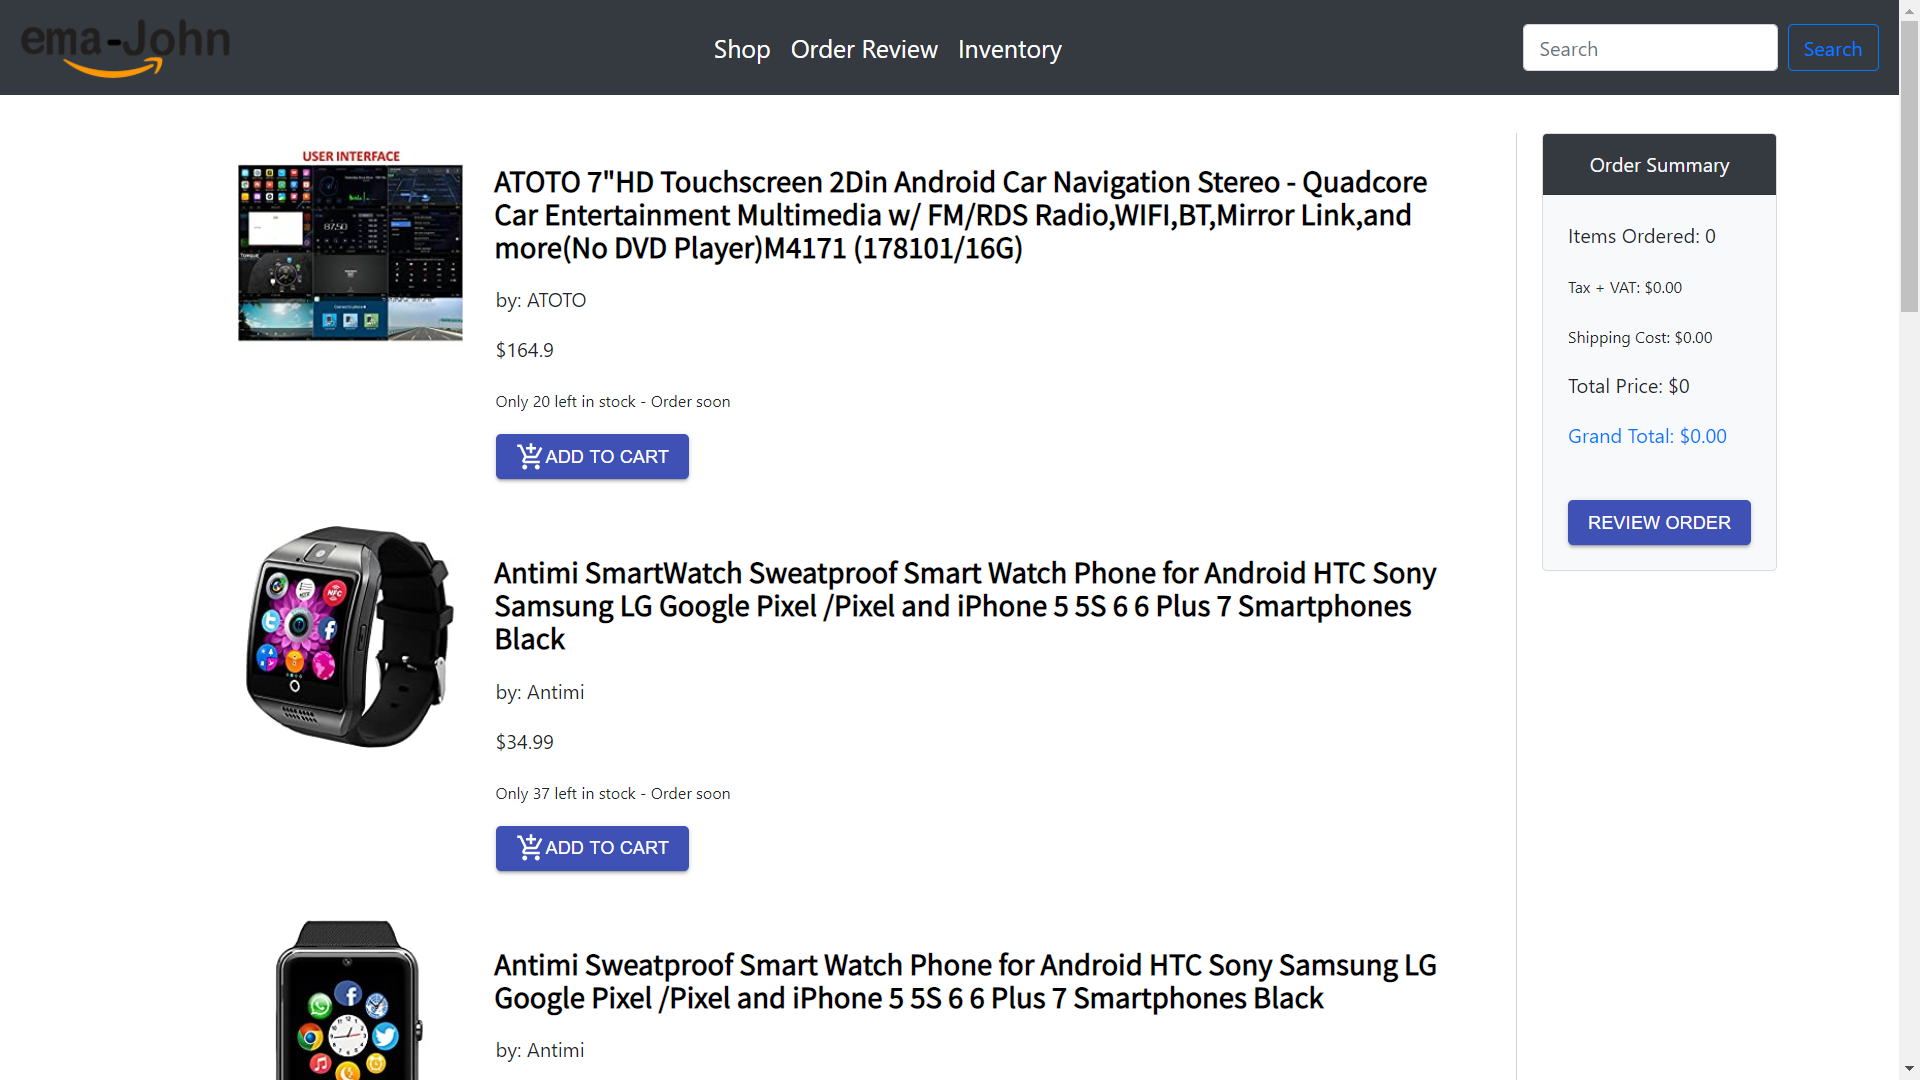 ema-John
Shop Order Review Inventory
Search
Search
USER INTERFACE
87.50
ATOTO 7"HD Touchscreen 2Din Android Car Navigation Stereo - Quadcore
Car Entertainment Multimedia w/ FM/RDS Radio,WIFI,BT,Mirror Link,and
more(No DVD Player)M4171 (178101/16G)
by: ATOTO
$164.9
Only 20 left in stock - Order soon
ADD TO CART
NFC
Antimi SmartWatch Sweatproof Smart Watch Phone for Android HTC Sony
Samsung LG Google Pixel /Pixel and iPhone 5 5S 6 6 Plus 7 Smartphones
Black
by: Antimi
$34.99
Only 37 left in stock - Order soon
ADD TO CART
Antimi Sweatproof Smart Watch Phone for Android HTC Sony Samsung LG
Google Pixel /Pixel and iPhone 5 5S 6 6 Plus 7 Smartphones Black
by: Antimi
Order Summary
Items Ordered: 0
Tax + VAT: $0.00
Shipping Cost: $0.00
Total Price: $0
Grand Total: $0.00
REVIEW ORDER